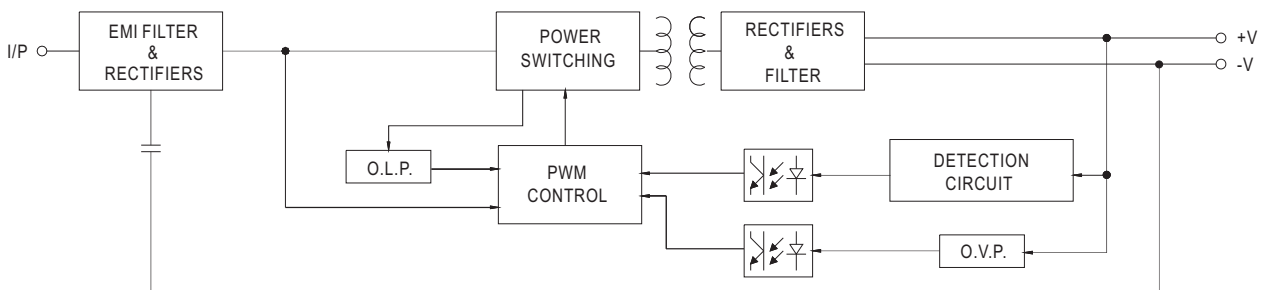 I/P
EMI FILTER
&
RECTIFIERS
POWER
SWITCHING
RECTIFIERS
&
FILTER
+V
-V
O.L.P.
PWM
CONTROL
DETECTION
CIRCUIT
O.V.P.